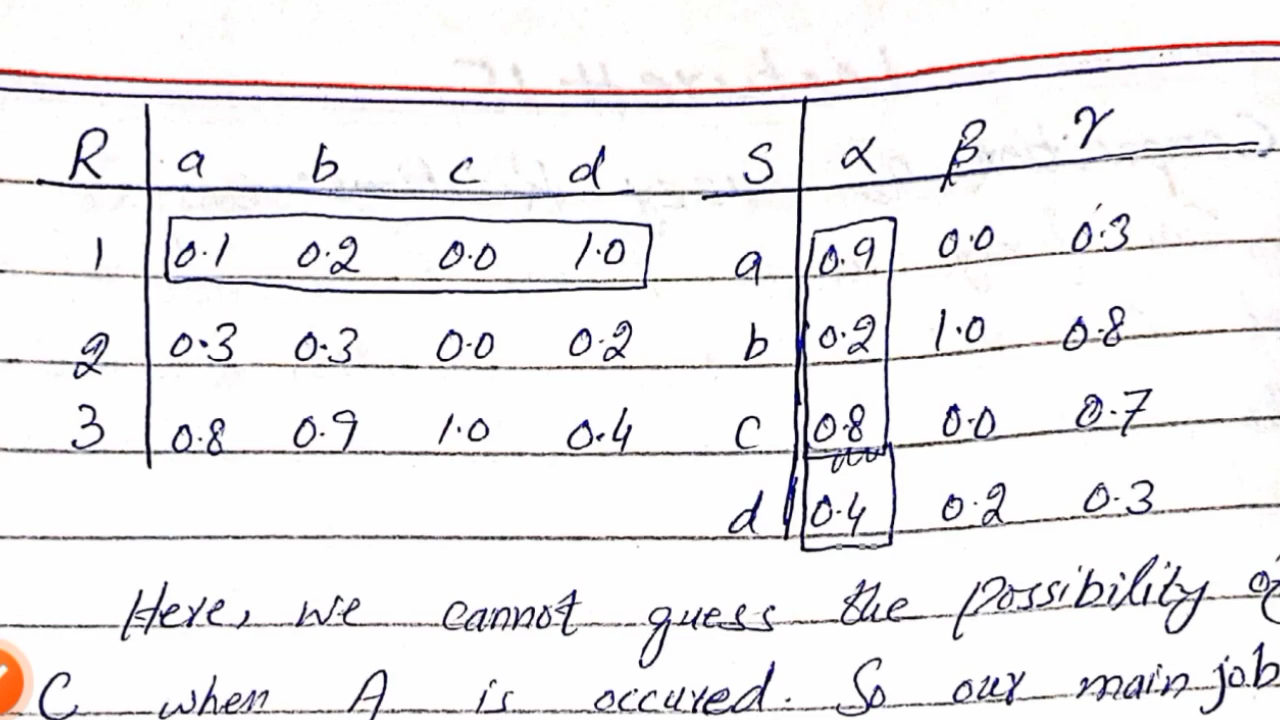 R a b c d S α β γ
1 0.1 0.2 0.0 1.0 a 0.9 0.0 0.3
2 0.3 0.3 0.0 0.2 b 0.2 1.0 0.8
3 0.8 0.9 1.0 0.4 c 0.8 0.0 0.7
d 0.4 0.2 0.3
Here, we cannot guess the possibility of
C when A is occured. So our main job